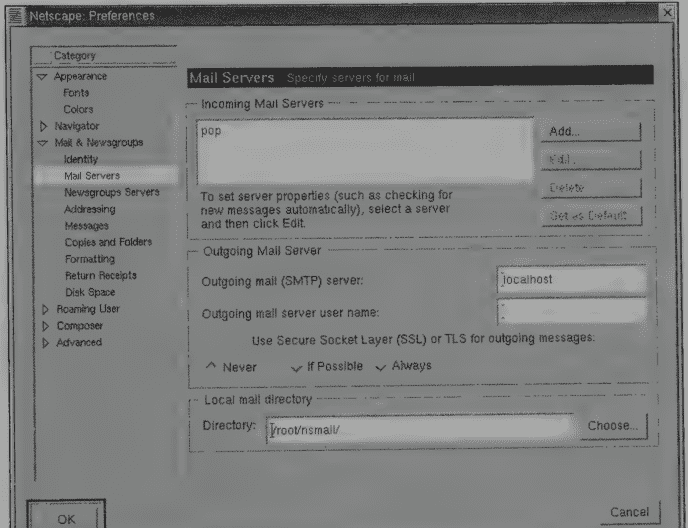 Netscape: Preferences
Category
Appearance
Fonts
Colors
Navigator
Mail & Newsgroups
Identity
Mail Servers
Newsgroups Servers
Addressing
Messages
Copies and Folders
Formatting
Return Receipts
Disk Space
Roaming User
Composer
Advanced
Mail Servers Specify servers for mail
Incoming Mail Servers
pop
Add...
Edit...
Delete
Set as Default
To set server properties (such as checking for
new messages automatically), select a server
and then click Edit.
Outgoing Mail Server
Outgoing mail (SMTP) server: localhost
Outgoing mail server user name:
Use Secure Socket Layer (SSL) or TLS for outgoing messages:
Never If Possible Always
Local mail directory
Directory: /root/nsmail/ Choose...
OK Cancel